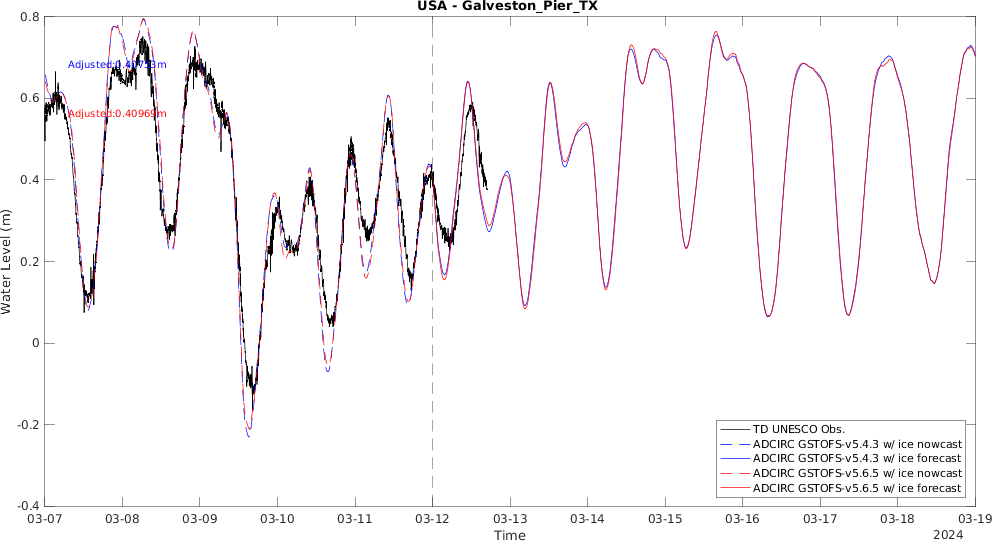 USA - Galveston_Pier_TX
0.8
0.6
0.4
0.2
0
-0.2
-0.4
Water Level (m)
Adjusted:0.40969m
03-07
03-08
03-09
03-10
03-11
03-12
03-13
03-14
03-15
03-16
03-17
03-18
03-19
Time
2024
TD UNESCO Obs.
ADCIRC GSTOFS-v5.4.3 w/ ice nowcast
ADCIRC GSTOFS-v5.4.3 w/ ice forecast
ADCIRC GSTOFS-v5.6.5 w/ ice nowcast
ADCIRC GSTOFS-v5.6.5 w/ ice forecast